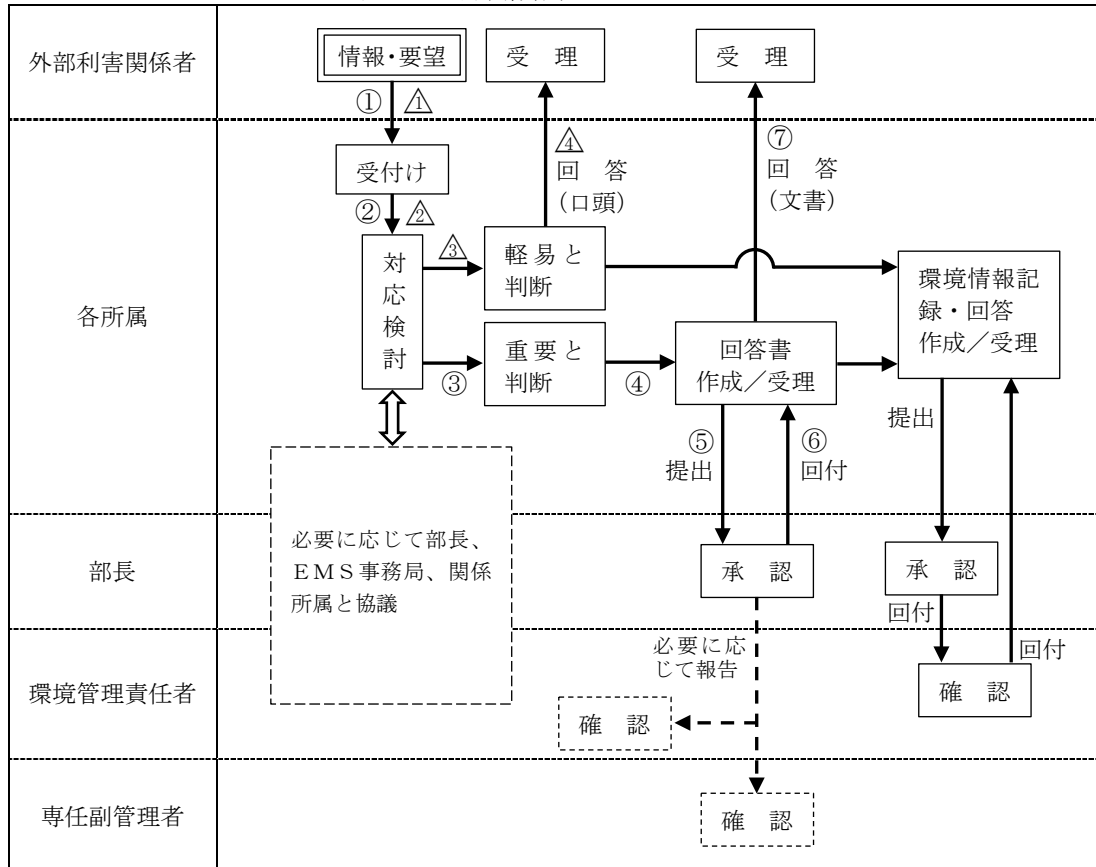 外部利害関係者
情報・要望
受 理
受 理
① △1
④
回 答
(口頭)
⑦
回 答
(文書)
各所属
受付け
② △2
対応検討
△3
軽易と
判断
環境情報記
録・回答
作成／受理
③
重要と
判断
④
回答書
作成／受理
⑤
提出
⑥
回付
提出
必要に応じて部長、
ＥＭＳ事務局、関係
所属と協議
部長
承 認
承 認
回付
必要に応
じて報告
回付
環境管理責任者
確 認
確 認
専任副管理者
確 認